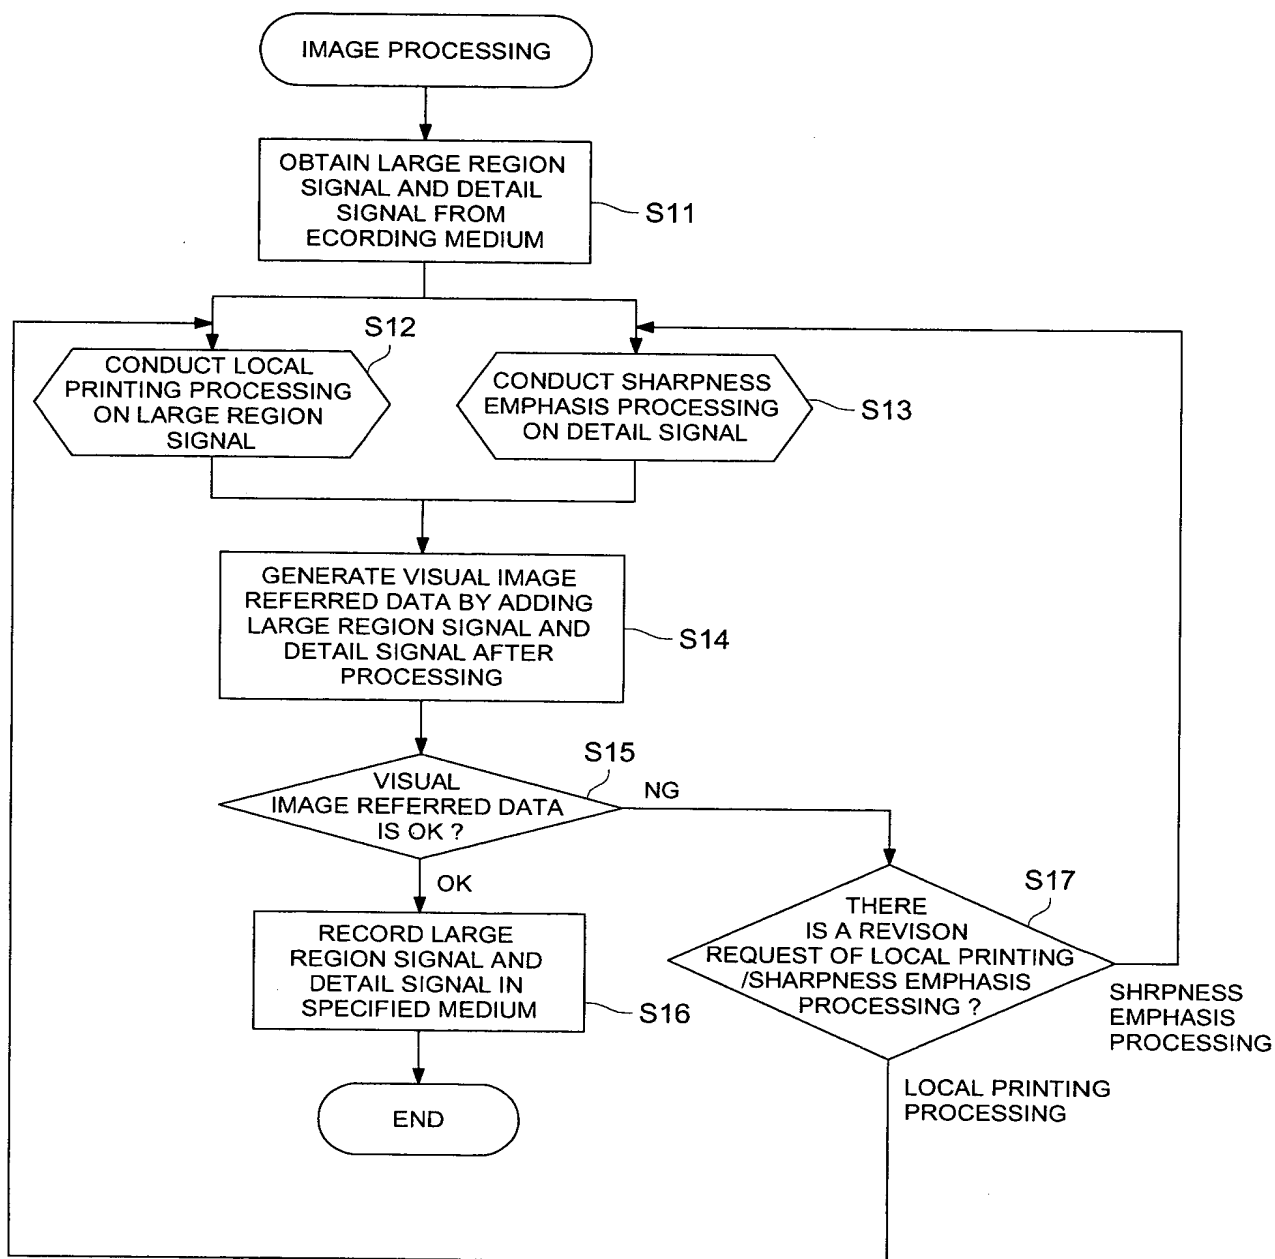 IMAGE PROCESSING
OBTAIN LARGE REGION
SIGNAL AND DETAIL
SIGNAL FROM
ECORDING MEDIUM
S11
S12
CONDUCT LOCAL
PRINTING PROCESSING
ON LARGE REGION
SIGNAL
CONDUCT SHARPNESS
EMPHASIS PROCESSING
ON DETAIL SIGNAL
S13
GENERATE VISUAL IMAGE
REFERRED DATA BY ADDING
LARGE REGION SIGNAL AND
DETAIL SIGNAL AFTER
PROCESSING
S14
S15
VISUAL
IMAGE REFERRED DATA
IS OK ?
NG
OK
S17
THERE
IS A REVISON
REQUEST OF LOCAL PRINTING
/SHARPNESS EMPHASIS
PROCESSING ?
SHRPNESS
EMPHASIS
PROCESSING
LOCAL PRINTING
PROCESSING
RECORD LARGE
REGION SIGNAL AND
DETAIL SIGNAL IN
SPECIFIED MEDIUM
S16
END